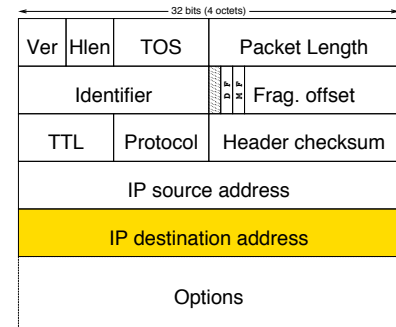 32 bits (4 octets)
Ver Hlen TOS Packet Length
Identifier D F M F Frag. offset
TTL Protocol Header checksum
IP source address
IP destination address
Options